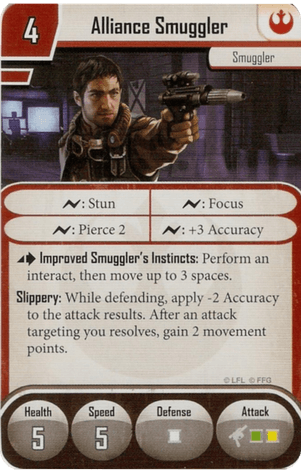 4
Alliance Smuggler
Smuggler
: Stun
: Focus
: Pierce 2
: +3 Accuracy
Improved Smuggler's Instincts: Perform an
interact, then move up to 3 spaces.
Slippery: While defending, apply -2 Accuracy
to the attack results. After an attack
targeting you resolves, gain 2 movement
points.
© LFL © FFG
Health
5
Speed
5
Defense
Attack